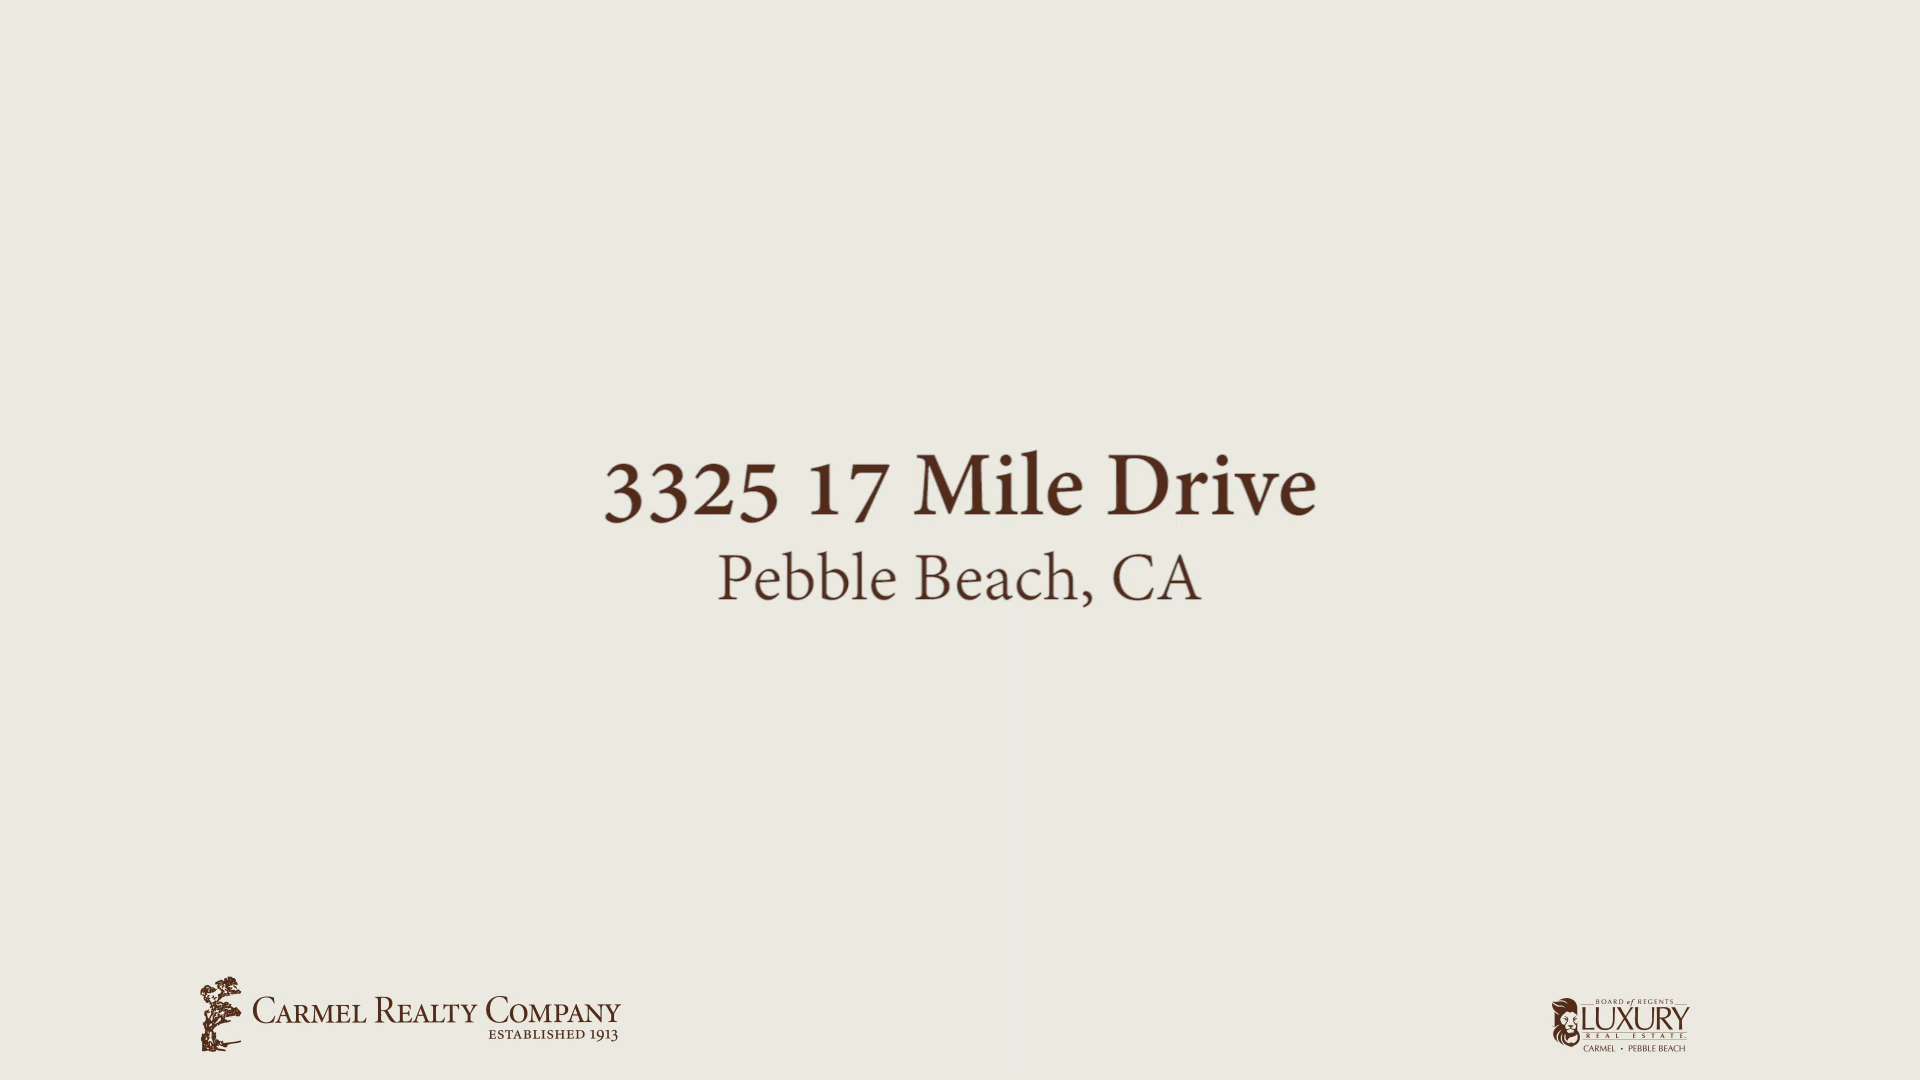 3325 17 Mile Drive
Pebble Beach, CA
CARMEL REALTY COMPANY
ESTABLISHED 1913
BOARD of REGENTS
LUXURY
REAL ESTATE
CARMEL • PEBBLE BEACH